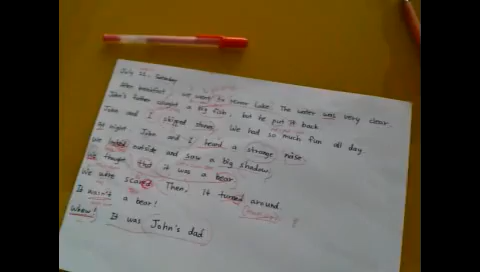 July 22, Saturday
After breakfast, we went to mirror lake. The water was very clear.
John's father caught a big fish, but he put it back.
John and I skipped stones. We had so much fun all day.
At night, John and I heard a strange noise.
We looked outside and saw a big shadow.
We thought that it was a bear.
We were scared. Then, It turned around.
It wasn't a bear!
Whew! It was John's dad